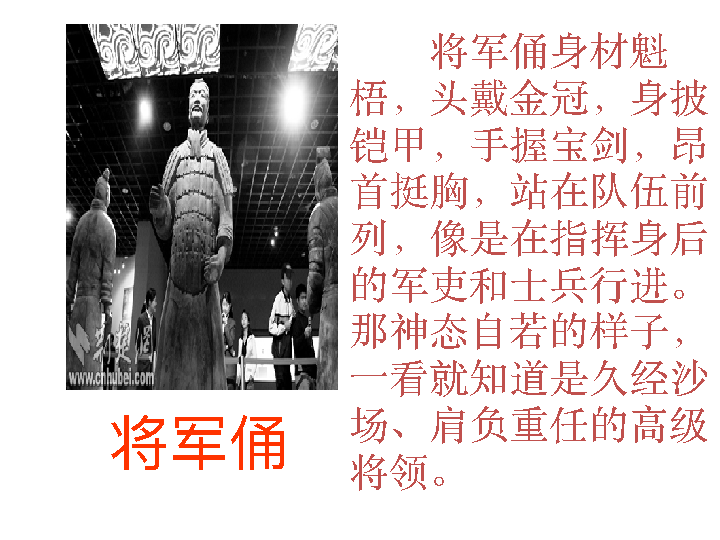 将军俑身材魁
梧，头戴金冠，身披
铠甲，手握宝剑，昂
首挺胸，站在队伍前
列，像是在指挥身后
的军吏和士兵行进。
那神态自若的样子，
一看就知道是久经沙
场、肩负重任的高级
将领。
www.cnhubei.com
将军俑